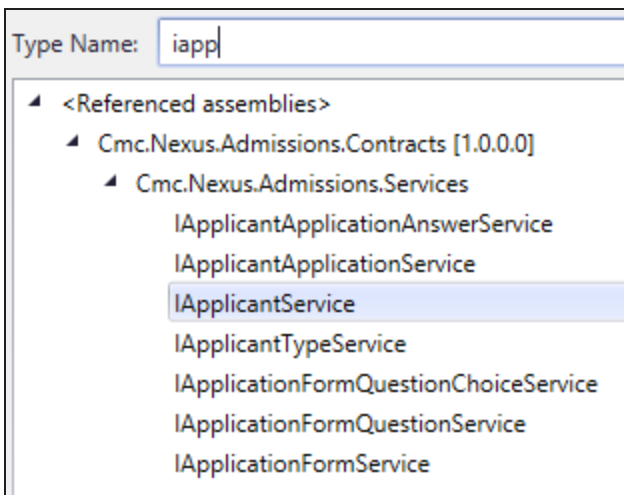 Type Name: iapp
<Referenced assemblies>
Cmc.Nexus.Admissions.Contracts [1.0.0.0]
Cmc.Nexus.Admissions.Services
IApplicantApplicationAnswerService
IApplicantApplicationService
IApplicantService
IApplicantTypeService
IApplicationFormQuestionChoiceService
IApplicationFormQuestionService
IApplicationFormService